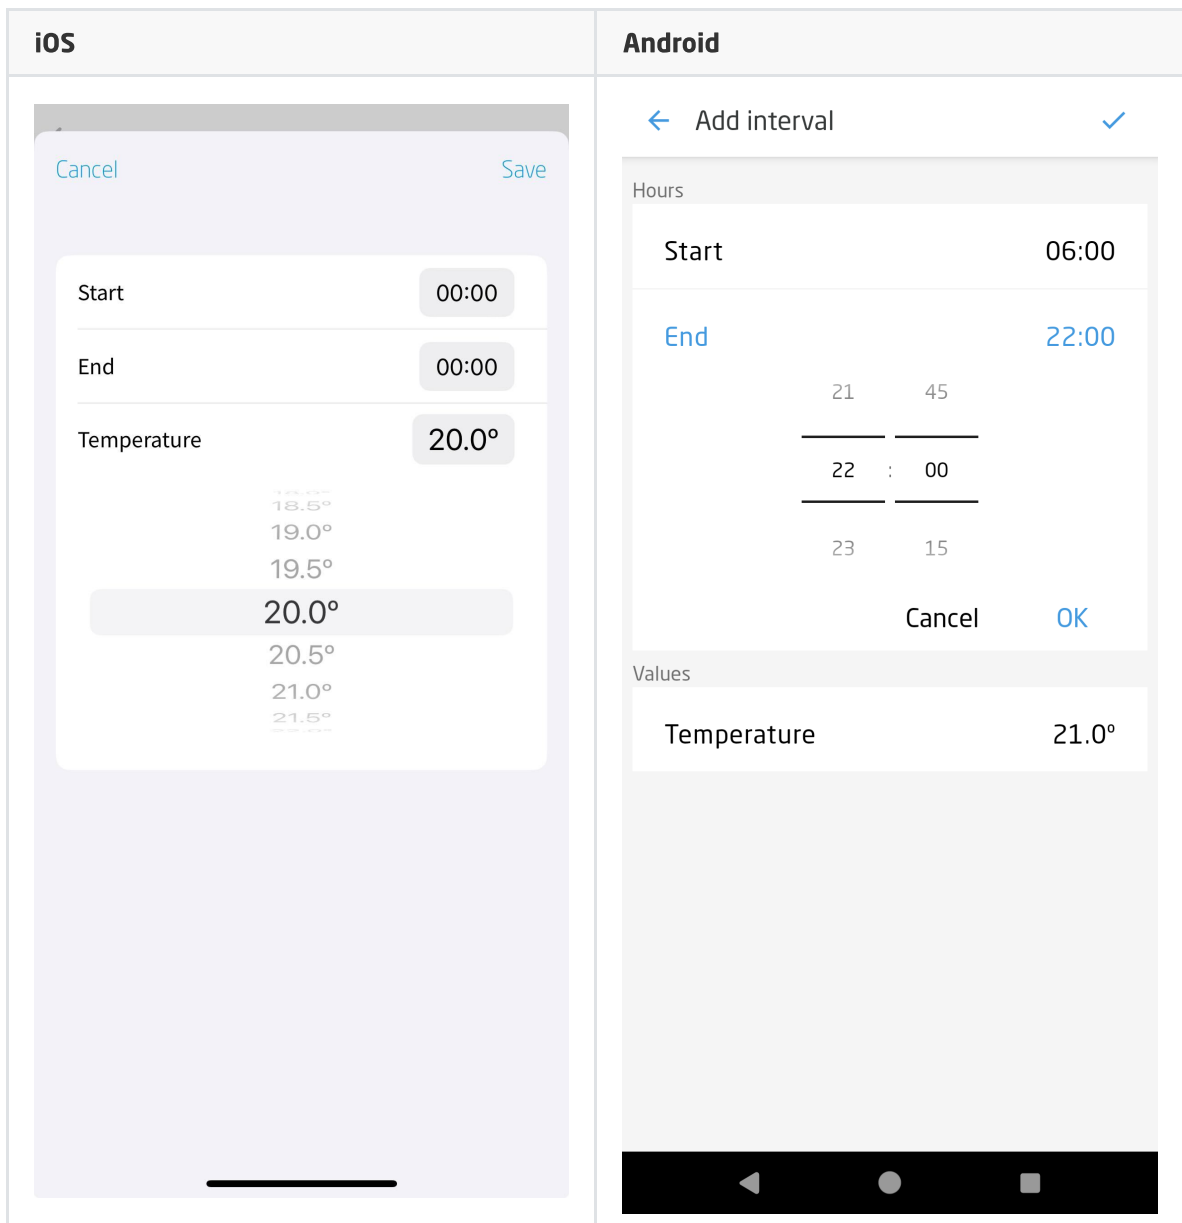 iOS
Android
Cancel
Save
Start
00:00
End
00:00
Temperature
20.0°
18.5°
19.0°
19.5°
20.0°
20.5°
21.0°
21.5°
Add interval
Hours
Start
06:00
End
22:00
21 45
22 : 00
23 15
Cancel
OK
Values
Temperature
21.0°